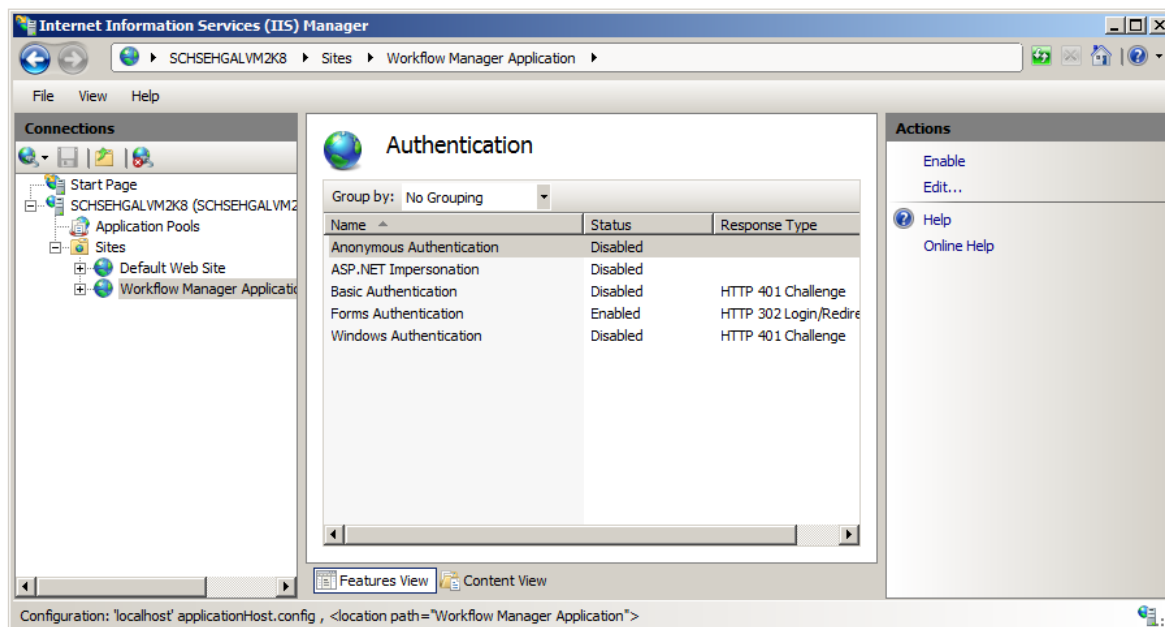 Internet Information Services (IIS) Manager
SCHSEHGALVM2K8 Sites Workflow Manager Application
File View Help
Connections
Start Page
SCHSEHGALVM2K8 (SCHSEHGALVM2
Application Pools
Sites
Default Web Site
Workflow Manager Applicatio
Authentication
Group by: No Grouping
Name Status Response Type
Anonymous Authentication Disabled
ASP.NET Impersonation Disabled
Basic Authentication Disabled HTTP 401 Challenge
Forms Authentication Enabled HTTP 302 Login/Redire
Windows Authentication Disabled HTTP 401 Challenge
Features View Content View
Actions
Enable
Edit...
Help
Online Help
Configuration: 'localhost' applicationHost.config , <location path="Workflow Manager Application">